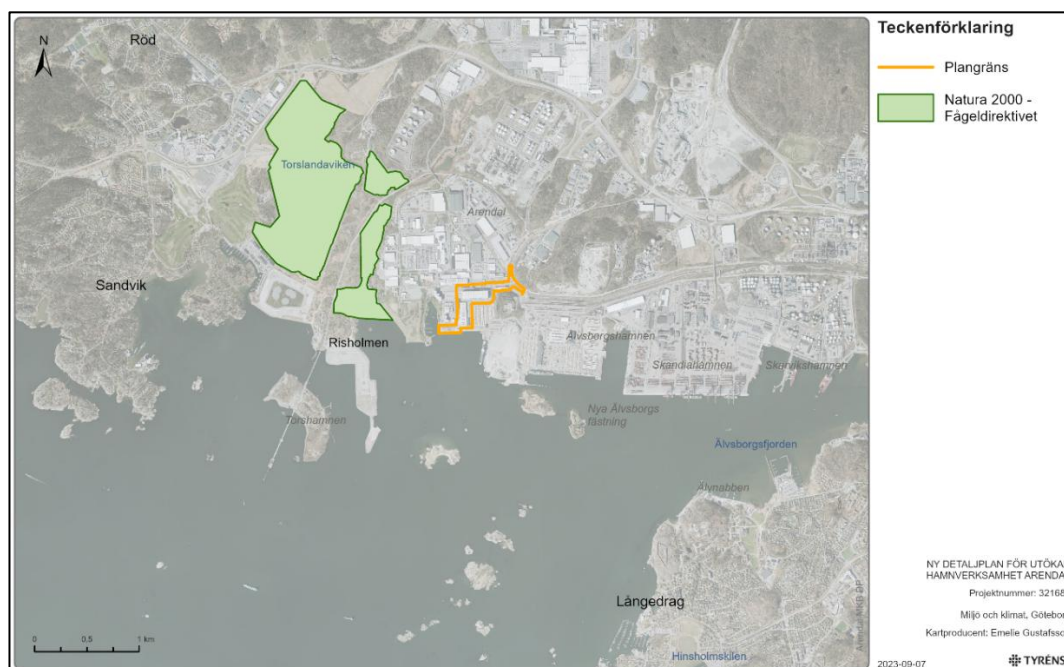 N
Röd
Torslandaviken
Arendal
Sandvik
Risholmen
Torshamnen
Älvsborgshamnen
Skandiahamnen
Skarvikshamnen
Nya Älvsborgs
fästning
Älvsborgsfjorden
Älvnabben
Långedrag
Hinsholmskilen
0 0,5 1 km
Teckenförklaring
Plangräns
Natura 2000 -
Fågeldirektivet
NY DETALJPLAN FÖR UTÖKA
HAMNVERKSAMHET ARENDA
Projektnummer: 32168
Miljö och klimat, Götebo
Kartproducent: Emelie Gustafsso
2023-09-07
TYRÉNS